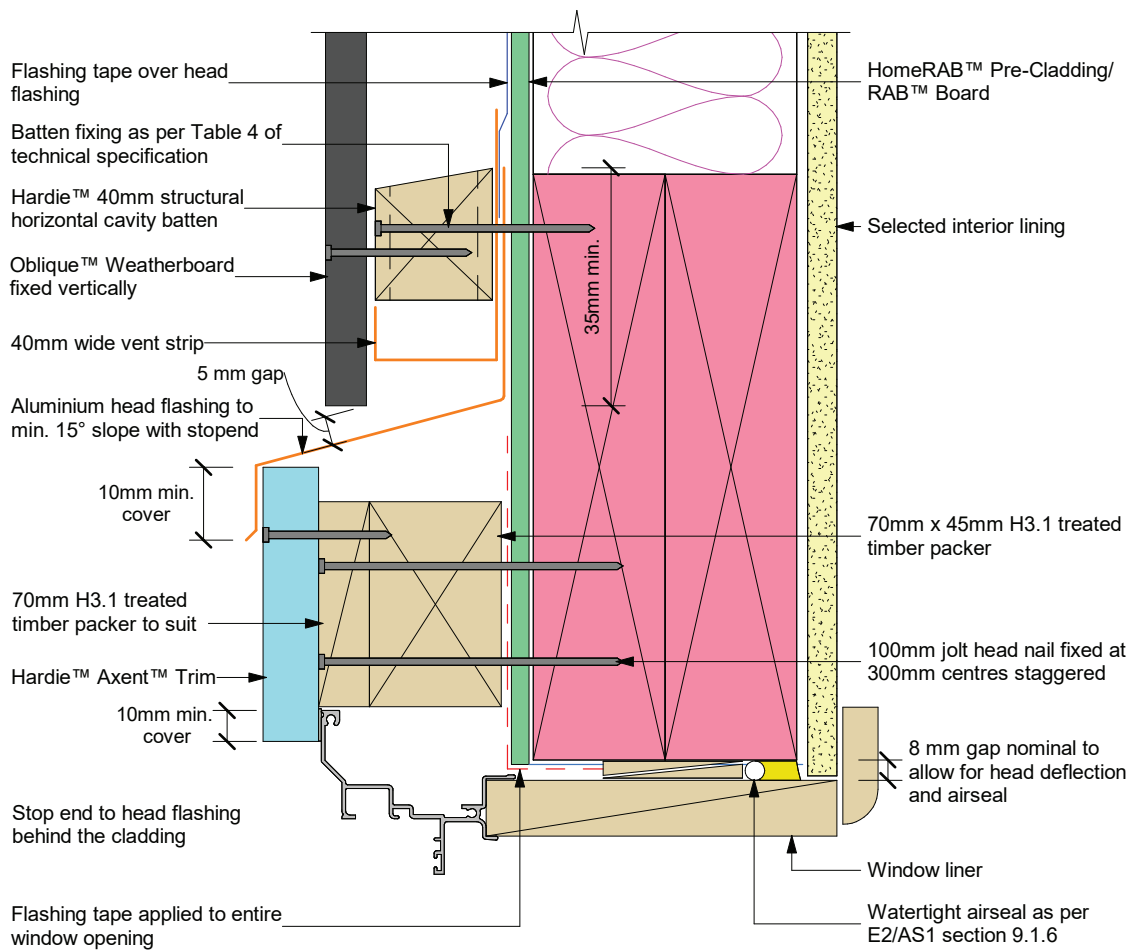 Flashing tape over head
flashing
Batten fixing as per Table 4 of
technical specification
Hardie™ 40mm structural
horizontal cavity batten
Oblique™ Weatherboard
fixed vertically
40mm wide vent strip
5 mm gap
Aluminium head flashing to
min. 15° slope with stopend
10mm min.
cover
70mm H3.1 treated
timber packer to suit
Hardie™ Axent™ Trim
10mm min.
cover
Stop end to head flashing
behind the cladding
Flashing tape applied to entire
window opening
35mm min.
HomeRAB™ Pre-Cladding/
RAB™ Board
Selected interior lining
70mm x 45mm H3.1 treated
timber packer
100mm jolt head nail fixed at
300mm centres staggered
8 mm gap nominal to
allow for head deflection
and airseal
Window liner
Watertight airseal as per
E2/AS1 section 9.1.6